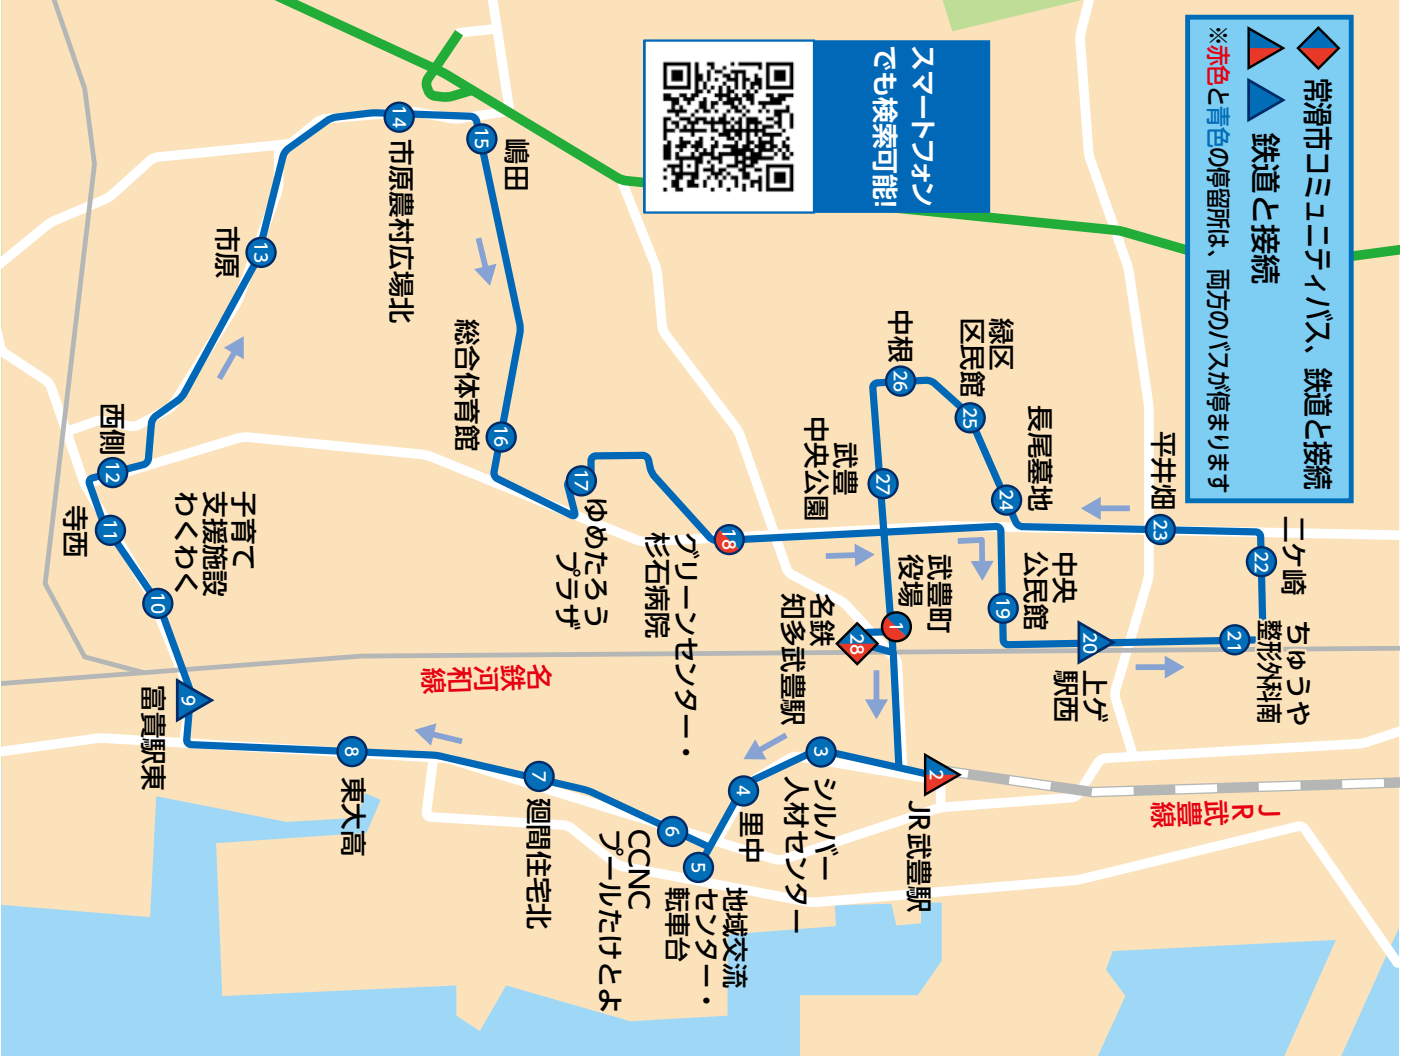 常滑市コミュニティバス、鉄道と接続
鉄道と接続
※赤色と青色の停留所は、両方のバスが停まります
スマートフォン
でも検索可能!
1
武豊町
役場
2
JR武豊駅
3
シルバー
人材センター
4
里中
5
地域交流
センター・
転車台
6
CCNC
プールたけとよ
7
廻間住宅北
8
東大高
9
富貴駅東
10
子育て
支援施設
わくわく
11
寺西
12
西側
13
市原
14
市原農村広場北
15
嶋田
16
総合体育館
17
ゆめたろう
プラザ
18
グリーンセンター・
杉石病院
19
中央
公民館
20
上ゲ
駅西
21
ちゅうや
整形外科南
22
二ケ崎
23
平井畑
24
長尾墓地
25
緑区
区民館
26
中根
27
武豊
中央公園
28
名鉄
知多武豊駅
名鉄河和線
JR武豊線